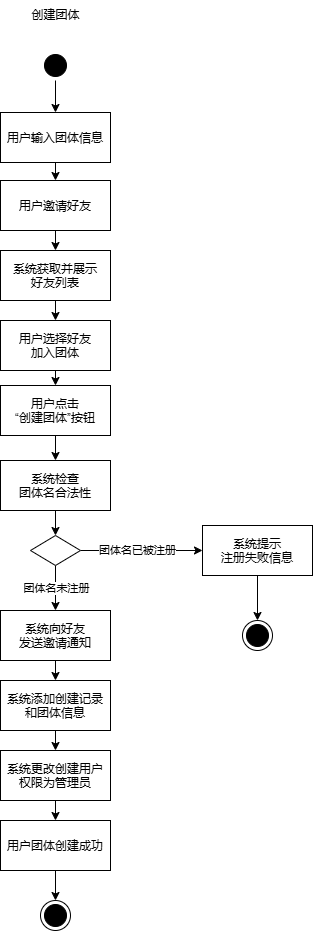 创建团体
用户输入团体信息
用户邀请好友
系统获取并展示
好友列表
用户选择好友
加入团体
用户点击
“创建团体”按钮
系统检查
团体名合法性
团体名已被注册
系统提示
注册失败信息
团体名未注册
系统向好友
发送邀请通知
系统添加创建记录
和团体信息
系统更改创建用户
权限为管理员
用户团体创建成功